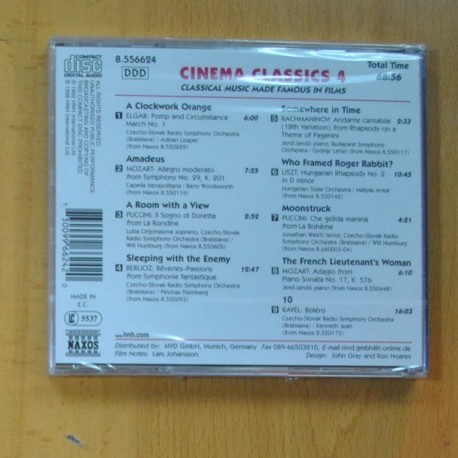 COMPACT
disc
DIGITAL AUDIO
8.556624
DDD
CINEMA CLASSICS 4
CLASSICAL MUSIC MADE FAMOUS IN FILMS
Total Time
68:56
A Clockwork Orange
1 ELGAR: Pomp and Circumstance 6:00
March No. 1
Czecho-Slovak Radio Symphony Orchestra
(Bratislava) / Adrian Leaper
(from Naxos 8.550009)
Amadeus
2 MOZART: Allegro moderato 7:25
from Symphony No. 29, K. 201
Capella Istropolitana / Barry Wordsworth
(from Naxos 8.550119)
A Room with a View
3 PUCCINI: Il Sogno di Doretta 2:52
from La Rondine
Luba Orgonasova soprano, Czecho-Slovak
Radio Symphony Orchestra (Bratislava) /
Will Humburg (from Naxos 8.550605)
Sleeping with the Enemy
4 BERLIOZ: Rêveries-Passions 12:47
from Symphonie fantastique
Czecho-Slovak Radio Symphony Orchestra
(Bratislava) / Pinchas Steinberg
(from Naxos 8.550093)
Somewhere in Time
5 RACHMANINOV: Andante cantabile 2:33
(18th Variation) from Rhapsody on a
Theme of Paganini
Jenő Jandó piano, Budapest Symphony
Orchestra / György Lehel (from Naxos 8.550117)
Who Framed Roger Rabbit?
6 LISZT: Hungarian Rhapsody No. 2 10:45
in D minor
Hungarian State Orchestra / Mátyás Antal
(from Naxos 8.550142)
Moonstruck
7 PUCCINI: Che gelida manina 4:21
from La Bohème
Jonathan Welch tenor, Czecho-Slovak Radio
Symphony Orchestra (Bratislava) / Will Humburg
(from Naxos 8.660003-04)
The French Lieutenant's Woman
8 MOZART: Adagio from 6:10
Piano Sonata No. 17, K. 576
Jenő Jandó piano (from Naxos 8.550448)
10
9 RAVEL: Boléro 16:03
Czecho-Slovak Radio Symphony Orchestra
(Bratislava) / Kenneth Jean
(from Naxos 8.550173)
MADE IN
E.C.
5537
NAXOS
www.hnh.com
Distributed by: MVD GmbH, Munich, Germany Fax 089-66503210, E-mail mvd.gmbh@t-online.de
Film Notes: Lars Johansson
Design: John Gray and Ron Hoares